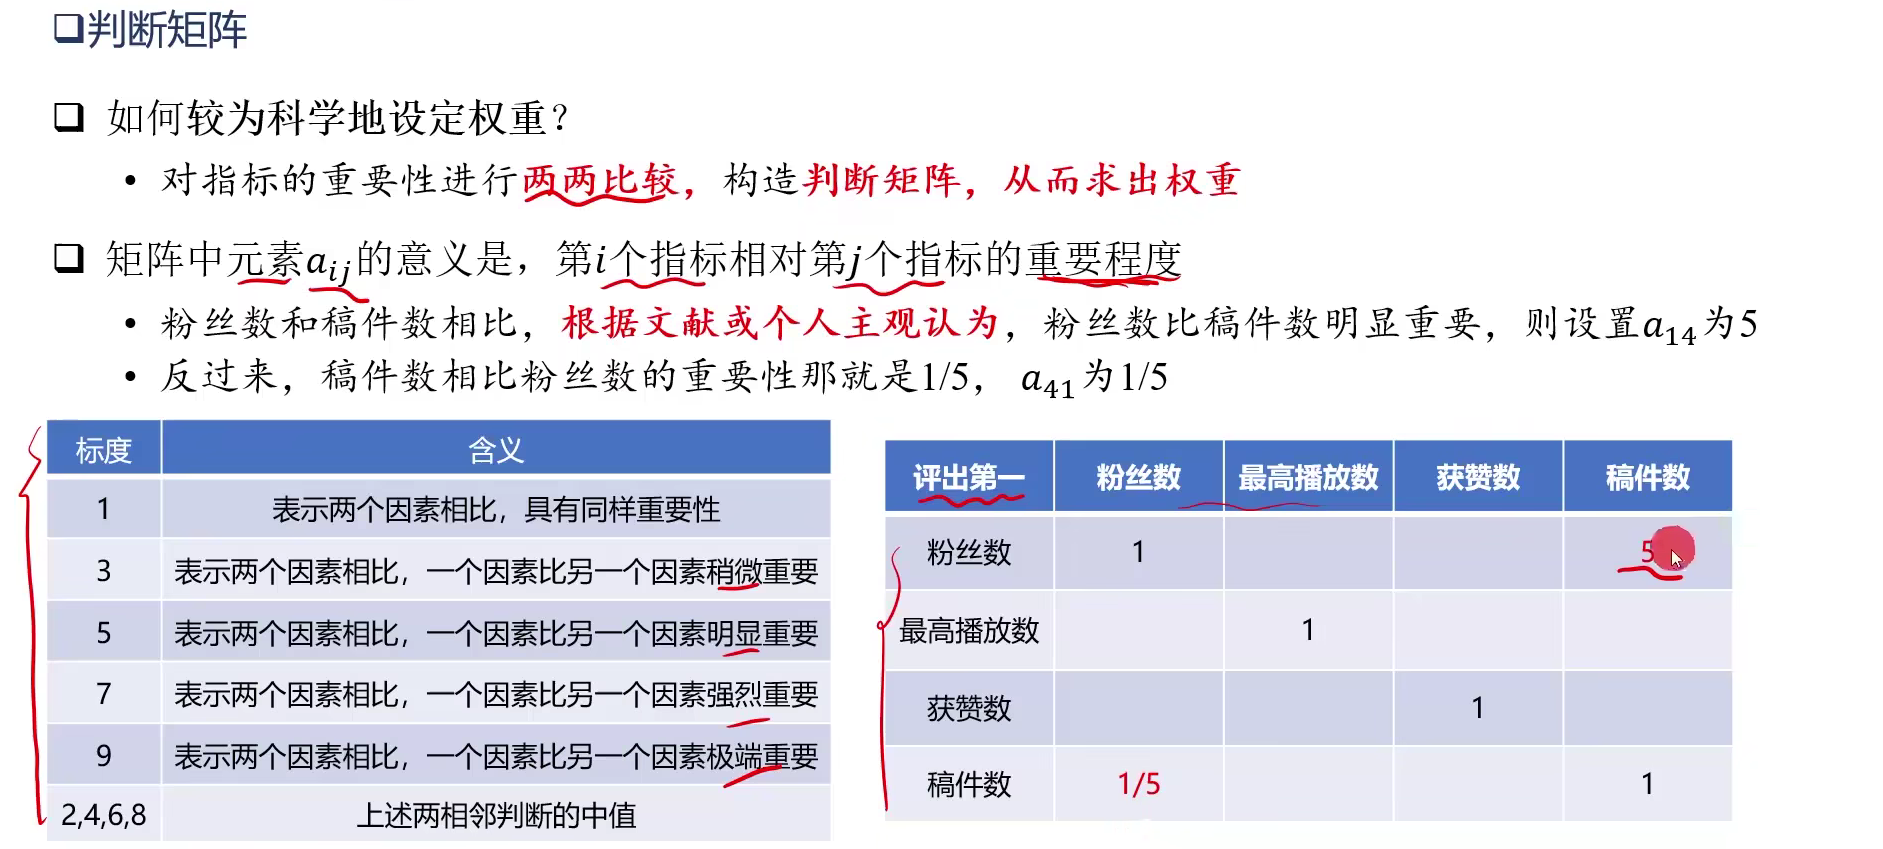 判断矩阵
如何较为科学地设定权重？
• 对指标的重要性进行两两比较，构造判断矩阵，从而求出权重
矩阵中元素a_{ij}的意义是，第i个指标相对第j个指标的重要程度
• 粉丝数和稿件数相比，根据文献或个人主观认为，粉丝数比稿件数明显重要，则设置a_{14}为5
• 反过来，稿件数相比粉丝数的重要性那就是1/5， a_{41}为1/5
标度 含义
1 表示两个因素相比，具有同样重要性
3 表示两个因素相比，一个因素比另一个因素稍微重要
5 表示两个因素相比，一个因素比另一个因素明显重要
7 表示两个因素相比，一个因素比另一个因素强烈重要
9 表示两个因素相比，一个因素比另一个因素极端重要
2,4,6,8 上述两相邻判断的中值
评出第一 粉丝数 最高播放数 获赞数 稿件数
粉丝数 1 5
最高播放数 1
获赞数 1
稿件数 1/5 1